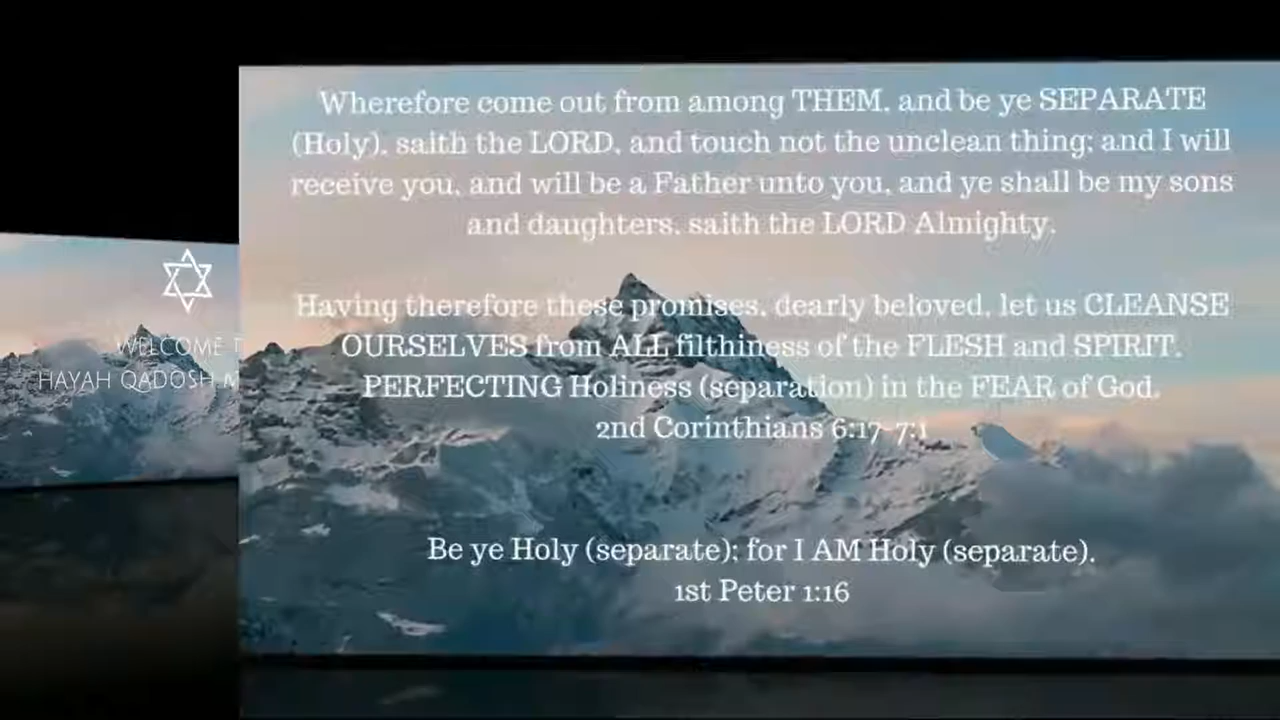 Wherefore come out from among THEM, and be ye SEPARATE
(Holy), saith the LORD, and touch not the unclean thing; and I will
receive you, and will be a Father unto you, and ye shall be my sons
and daughters, saith the LORD Almighty.
Having therefore these promises, dearly beloved, let us CLEANSE
OURSELVES from ALL filthiness of the FLESH and SPIRIT,
PERFECTING Holiness (separation) in the FEAR of God.
2nd Corinthians 6:17-7:1
Be ye Holy (separate); for I AM Holy (separate).
1st Peter 1:16
WELCOME T
HAYAH QADOSH M